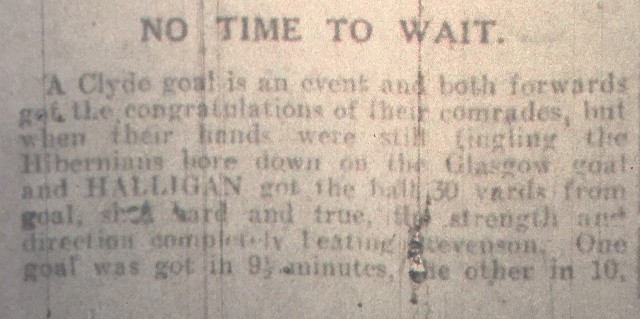 NO TIME TO WAIT.
A Clyde goal is an event and both forwards
got the congratulations of their comrades, but
when their hands were still tingling the
Hibernians bore down on the Glasgow goal
and HALLIGAN got the ball 30 yards from
goal, shot hard and true, the strength and
direction completely beating Stevenson. One
goal was got in 9½ minutes, the other in 10,